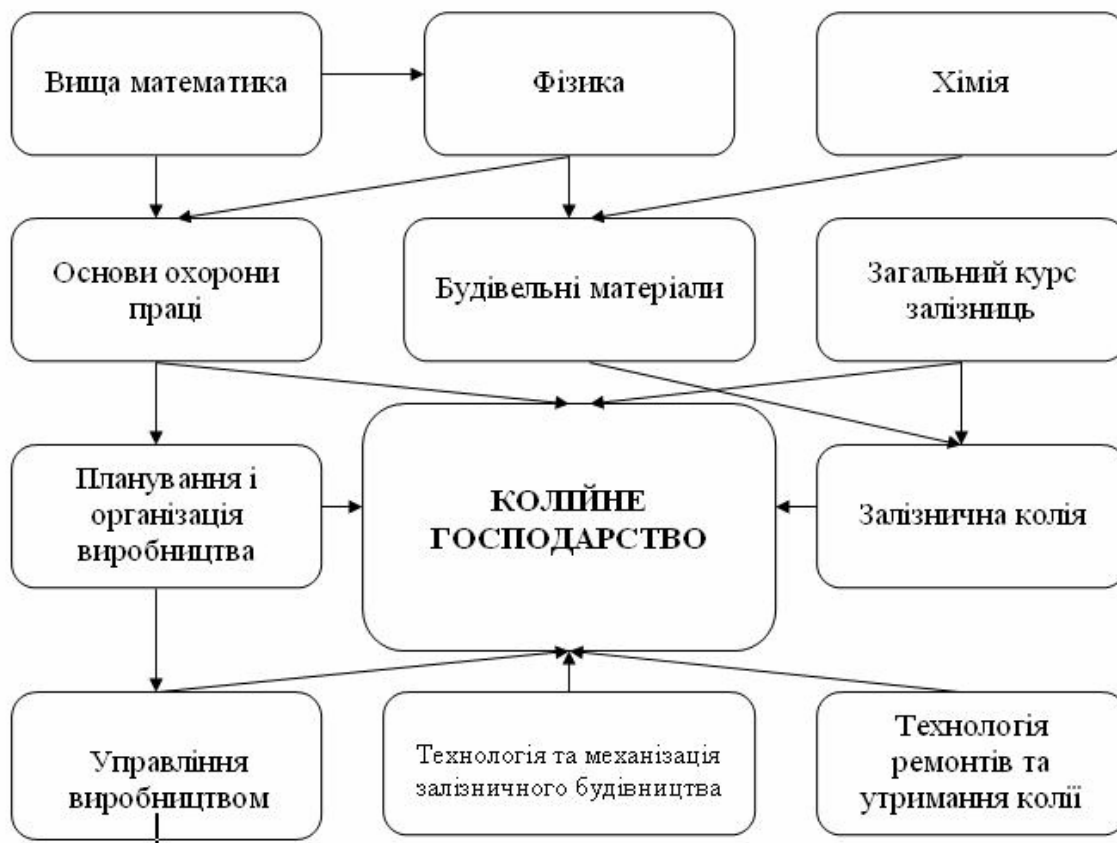 Вища математика
Фізика
Хімія
Основи охорони
праці
Будівельні матеріали
Загальний курс
залізниць
Планування і
організація
виробництва
КОЛІЙНЕ
ГОСПОДАРСТВО
Залізнична колія
Управління
виробництвом
Технологія та механізація
залізничного будівництва
Технологія
ремонтів та
утримання колії